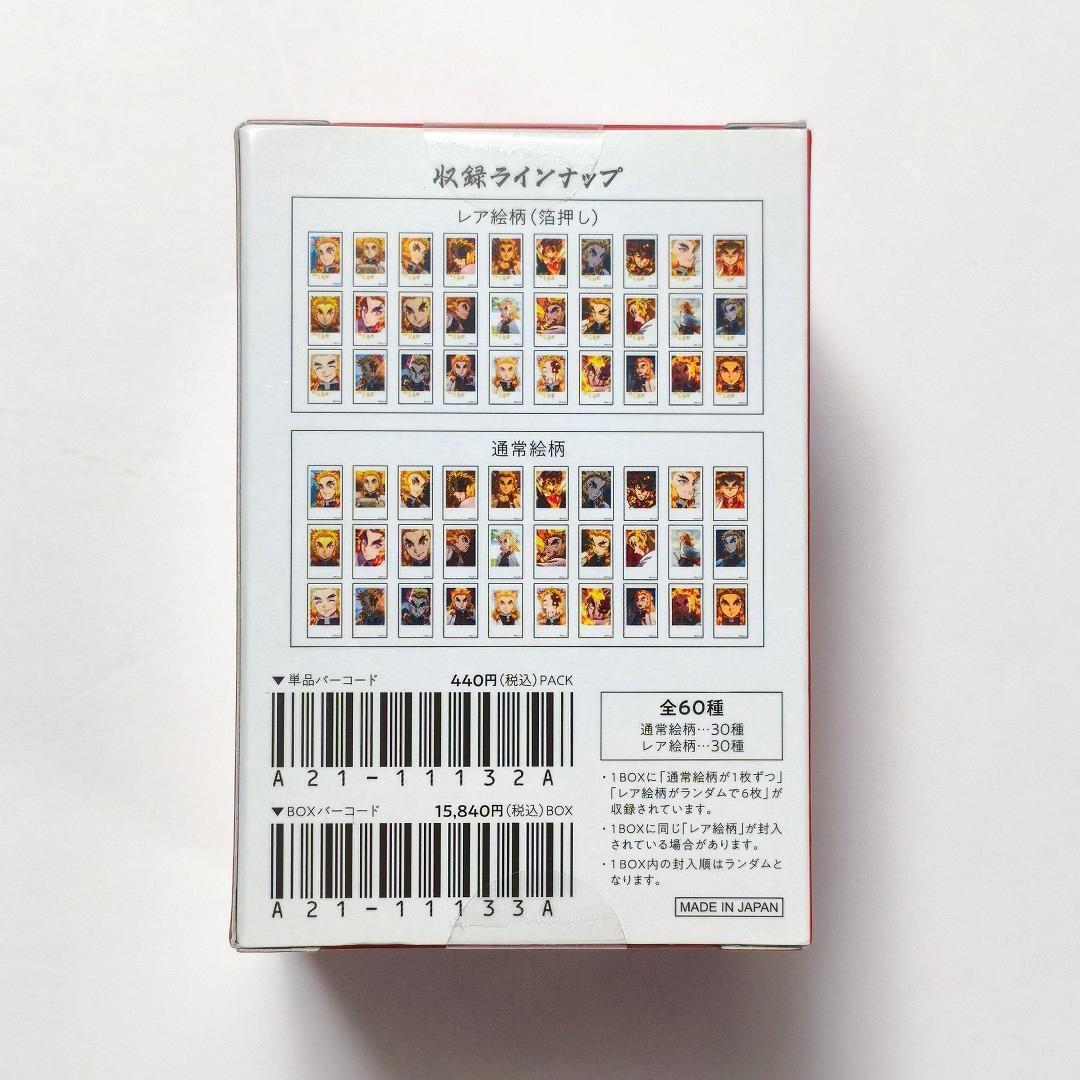 収録ラインナップ
レア絵柄(箔押し)
通常絵柄
▼単品バーコード 440円(税込)PACK
A21-11132A
▼BOXバーコード 15,840円(税込)BOX
A21-11133A
全60種
通常絵柄…30種
レア絵柄…30種
・1BOXに「通常絵柄が1枚ずつ」
「レア絵柄がランダムで6枚」が
収録されています。
・1BOXに同じ「レア絵柄」が封入
されている場合があります。
・1BOX内の封入順はランダムと
なります。
MADE IN JAPAN